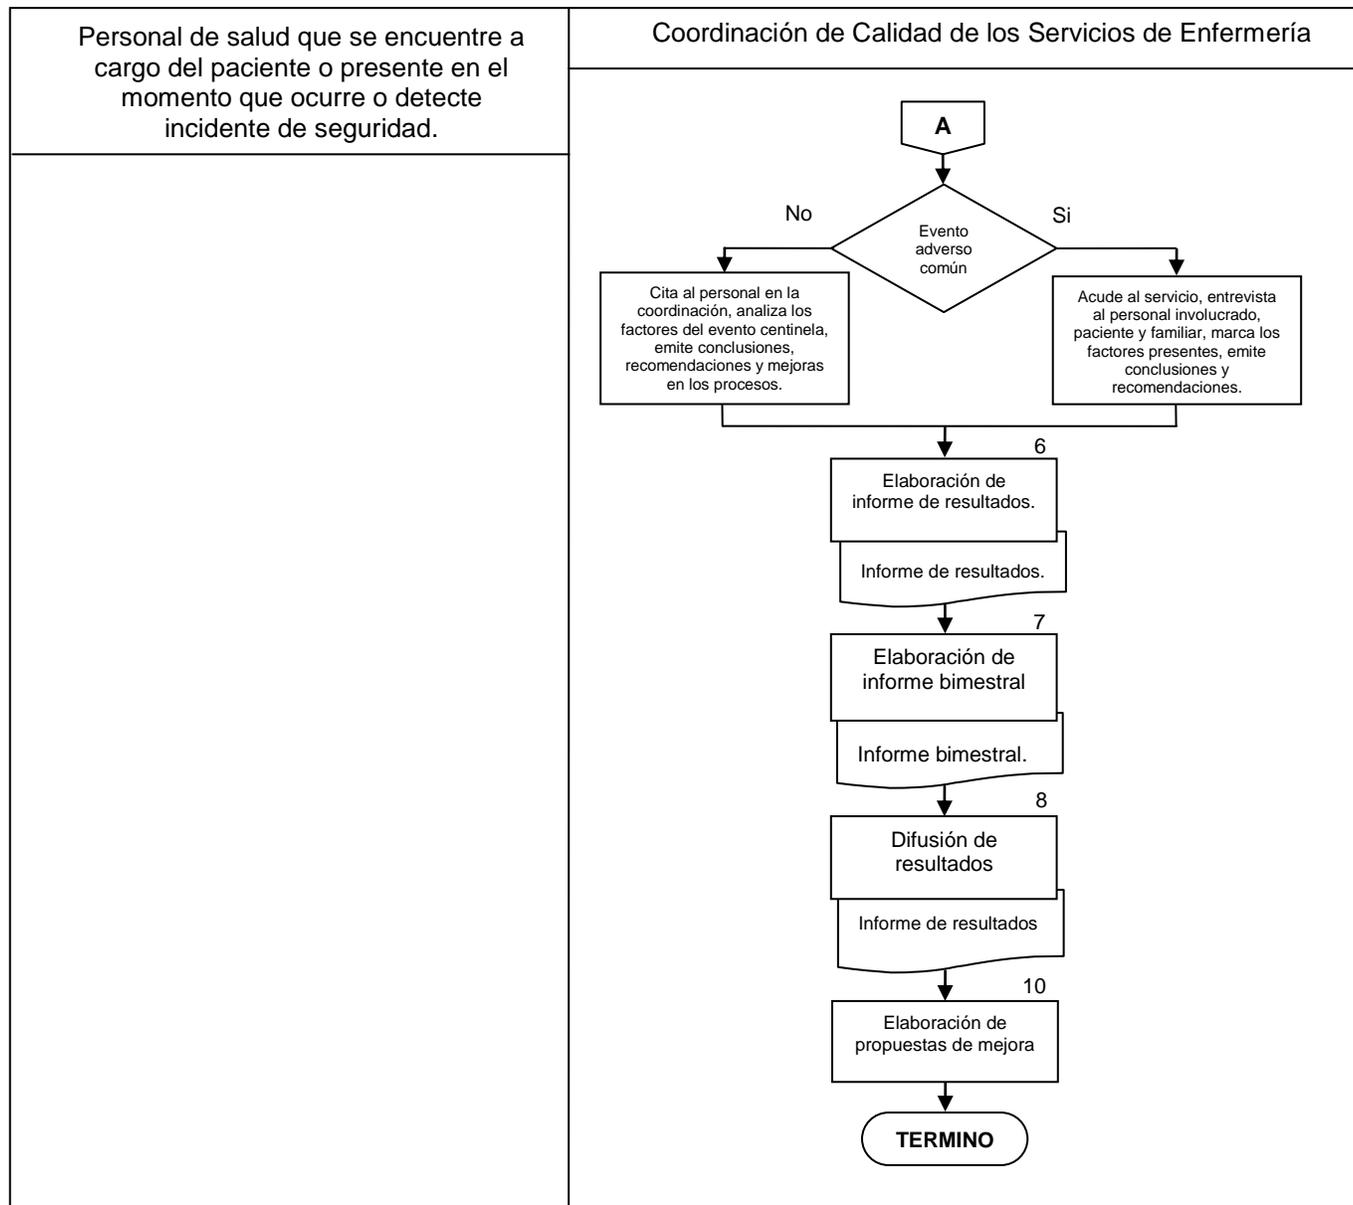 Personal de salud que se encuentre a
cargo del paciente o presente en el
momento que ocurre o detecte
incidente de seguridad.
Coordinación de Calidad de los Servicios de Enfermería
A
No
Si
Evento
adverso
común
Cita al personal en la
coordinación, analiza los
factores del evento centinela,
emite conclusiones,
recomendaciones y mejoras
en los procesos.
Acude al servicio, entrevista
al personal involucrado,
paciente y familiar, marca los
factores presentes, emite
conclusiones y
recomendaciones.
6
Elaboración de
informe de resultados.
Informe de resultados.
7
Elaboración de
informe bimestral
Informe bimestral.
8
Difusión de
resultados
Informe de resultados
10
Elaboración de
propuestas de mejora
TERMINO